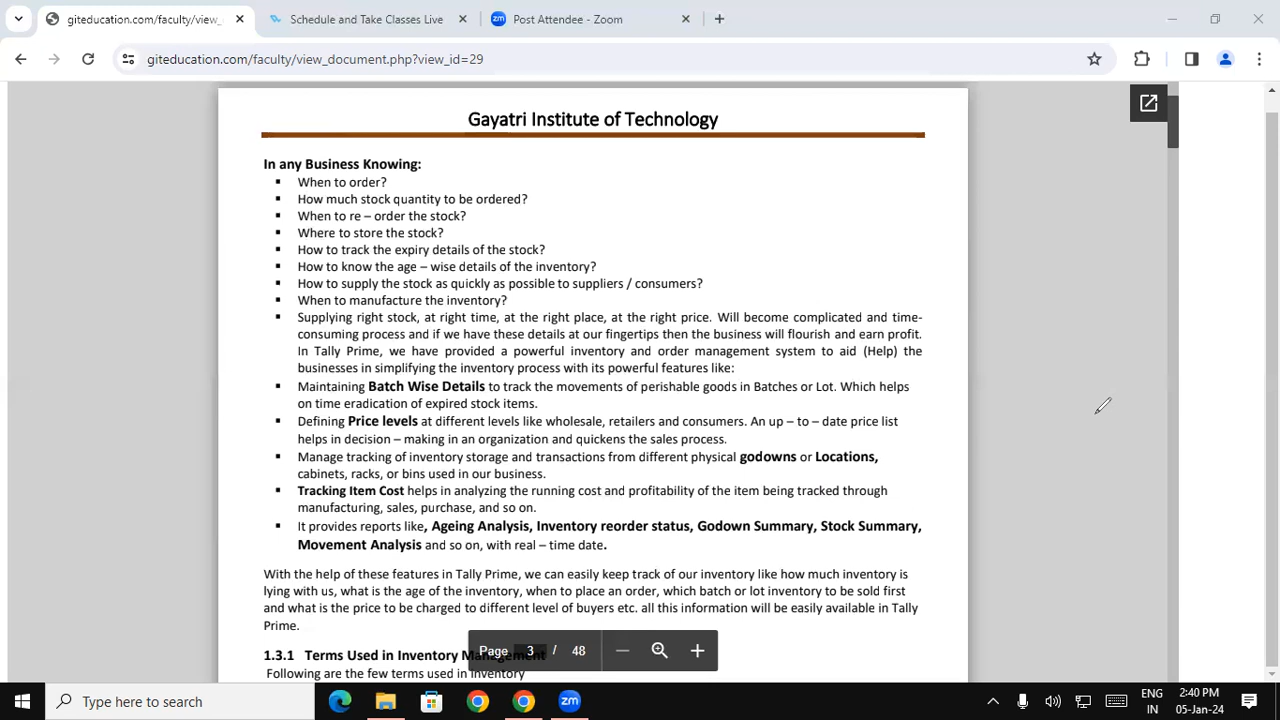 giteducation.com/faculty/view_
Schedule and Take Classes Live
zm Post Attendee - Zoom
giteducation.com/faculty/view_document.php?view_id=29
Gayatri Institute of Technology
In any Business Knowing:
▪ When to order?
▪ How much stock quantity to be ordered?
▪ When to re – order the stock?
▪ Where to store the stock?
▪ How to track the expiry details of the stock?
▪ How to know the age – wise details of the inventory?
▪ How to supply the stock as quickly as possible to suppliers / consumers?
▪ When to manufacture the inventory?
▪ Supplying right stock, at right time, at the right place, at the right price. Will become complicated and time-
consuming process and if we have these details at our fingertips then the business will flourish and earn profit.
In Tally Prime, we have provided a powerful inventory and order management system to aid (Help) the
businesses in simplifying the inventory process with its powerful features like:
▪ Maintaining Batch Wise Details to track the movements of perishable goods in Batches or Lot. Which helps
on time eradication of expired stock items.
▪ Defining Price levels at different levels like wholesale, retailers and consumers. An up – to – date price list
helps in decision – making in an organization and quickens the sales process.
▪ Manage tracking of inventory storage and transactions from different physical godowns or Locations,
cabinets, racks, or bins used in our business.
▪ Tracking Item Cost helps in analyzing the running cost and profitability of the item being tracked through
manufacturing, sales, purchase, and so on.
▪ It provides reports like, Ageing Analysis, Inventory reorder status, Godown Summary, Stock Summary,
Movement Analysis and so on, with real – time date.
With the help of these features in Tally Prime, we can easily keep track of our inventory like how much inventory is
lying with us, what is the age of the inventory, when to place an order, which batch or lot inventory to be sold first
and what is the price to be charged to different level of buyers etc. all this information will be easily available in Tally
Prime.
1.3.1 Terms Used in Inventory Management
Following are the few terms used in inventory
Page 3 / 48
Type here to search
zm
ENG
IN
2:40 PM
05-Jan-24